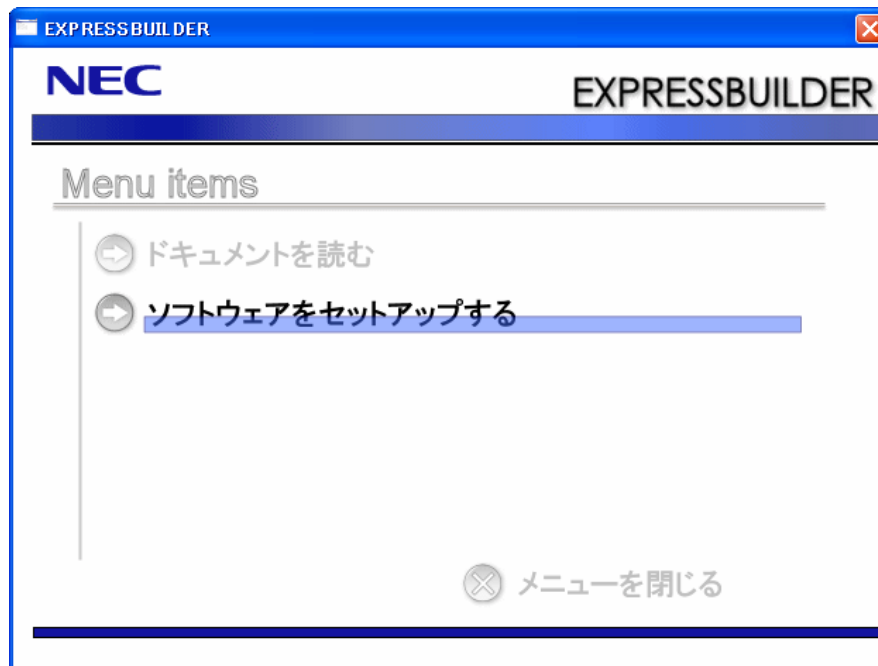 EXPRESSBUILDER
NEC
EXPRESSBUILDER
Menu items
ドキュメントを読む
ソフトウェアをセットアップする
メニューを閉じる